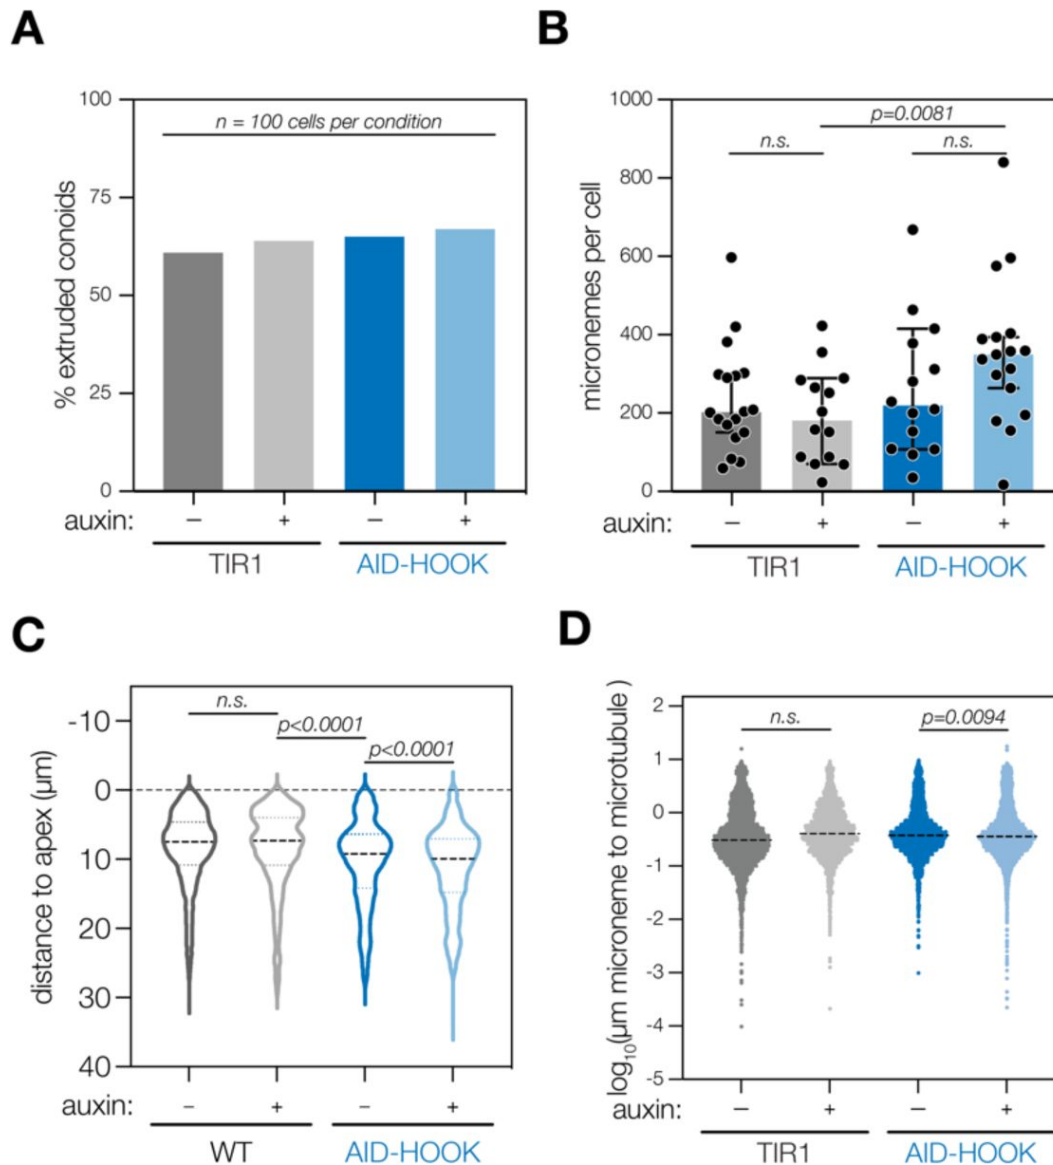 A
100
75
50
25
0
% extruded conoids
n = 100 cells per condition
auxin: – + – +
TIR1 AID-HOOK
B
1000
800
600
400
200
0
micronemes per cell
p=0.0081
n.s. n.s.
auxin: – + – +
TIR1 AID-HOOK
C
-10
0
10
20
30
40
distance to apex (µm)
n.s.
p<0.0001
p<0.0001
auxin: – + – +
WT AID-HOOK
D
2
1
0
-1
-2
-3
-4
-5
log₁₀(µm microneme to microtubule )
n.s. p=0.0094
auxin: – + – +
TIR1 AID-HOOK